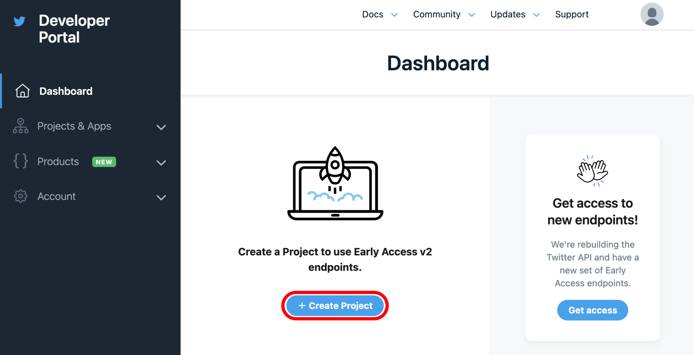 Developer
Portal
Docs
Community
Updates
Support
Dashboard
Dashboard
Projects & Apps
Products
NEW
Account
Create a Project to use Early Access v2
endpoints.
+ Create Project
Get access to
new endpoints!
We're rebuilding the
Twitter API and have a
new set of Early
Access endpoints.
Get access